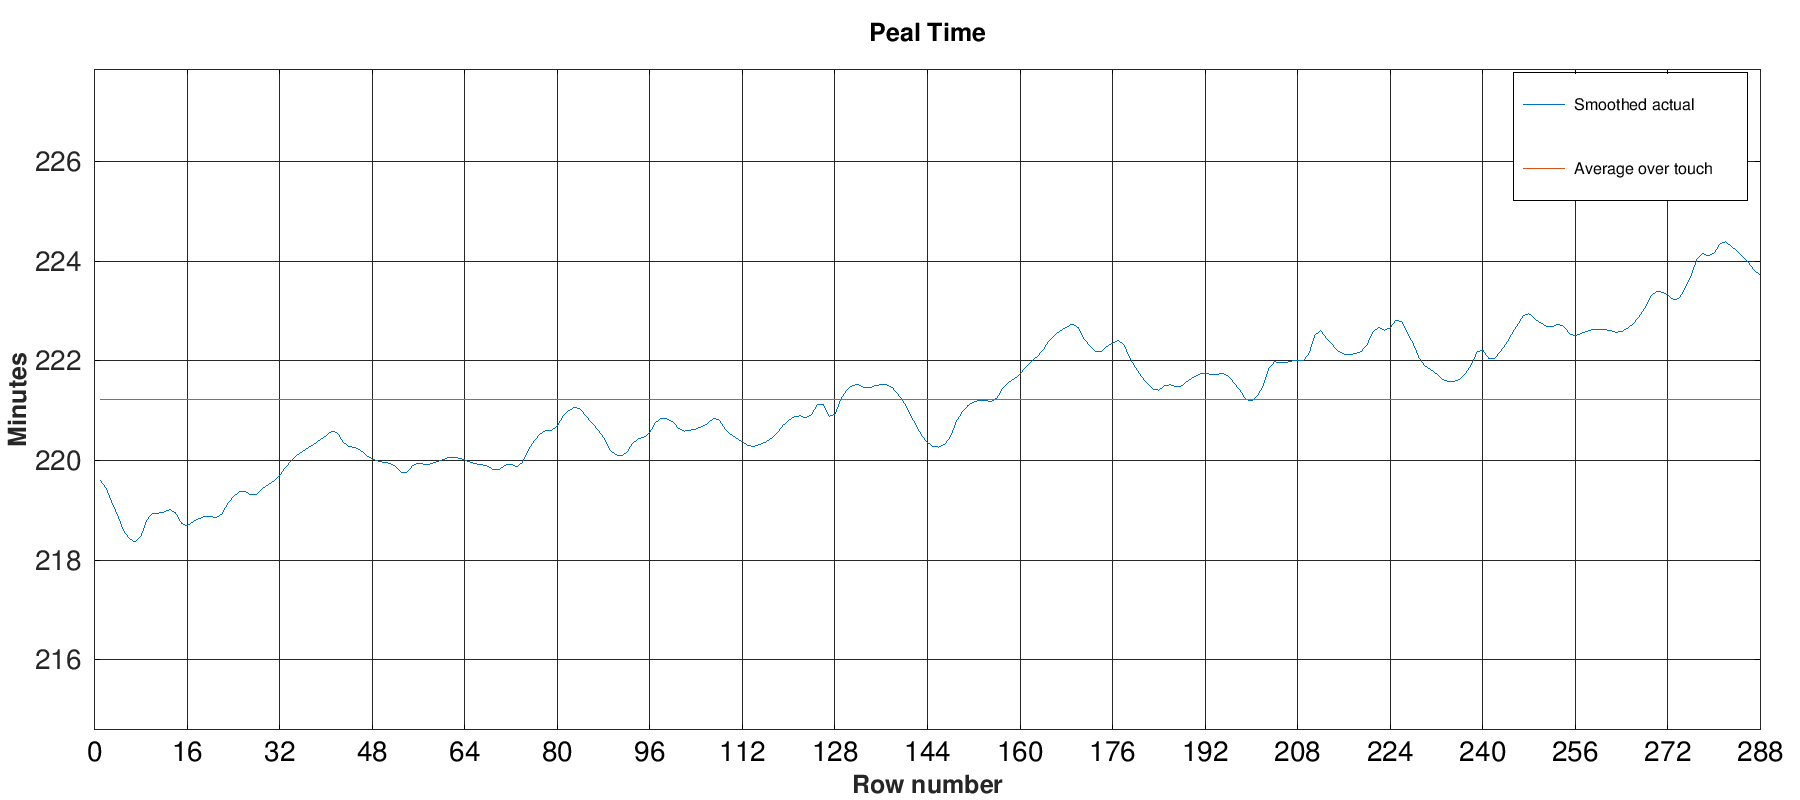 Peal Time
Smoothed actual
Average over touch
226
224
222
220
218
216
Minutes
0 16 32 48 64 80 96 112 128 144 160 176 192 208 224 240 256 272 288
Row number